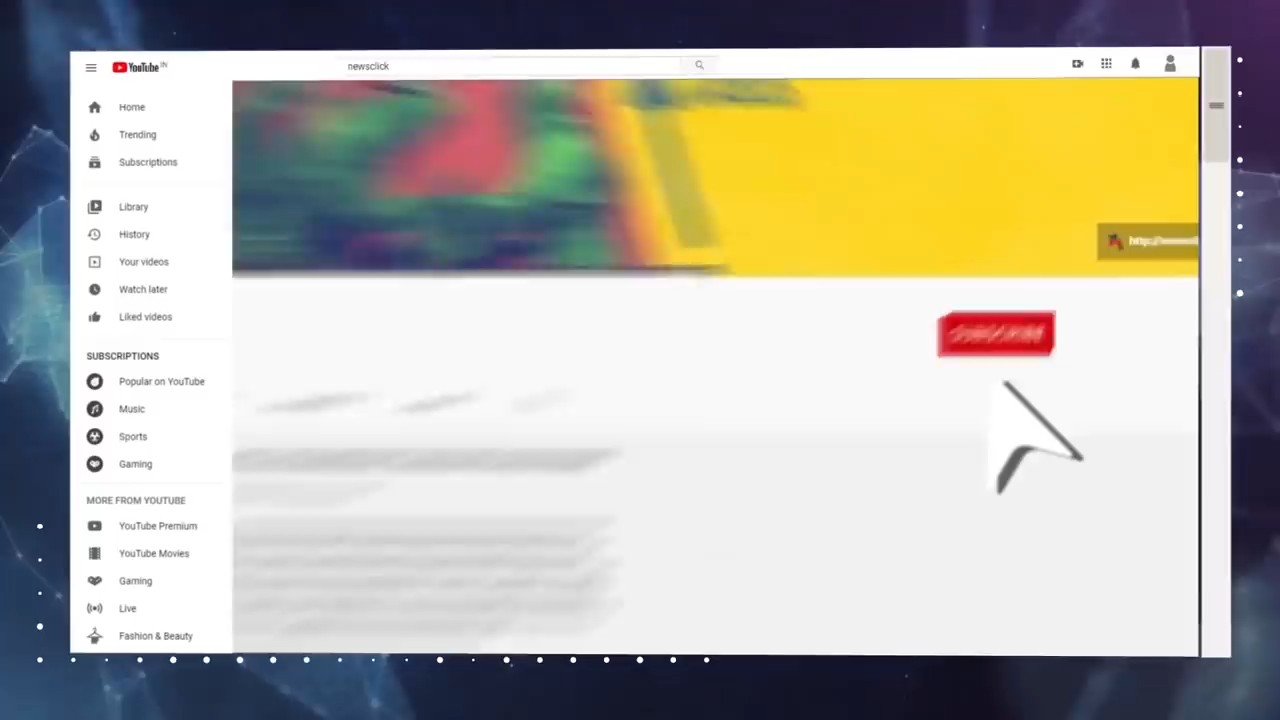 YouTube IN
newsclick
Home
Trending
Subscriptions
Library
History
Your videos
Watch later
Liked videos
SUBSCRIPTIONS
Popular on YouTube
Music
Sports
Gaming
MORE FROM YOUTUBE
YouTube Premium
YouTube Movies
Gaming
Live
Fashion & Beauty
SUBSCRIBE